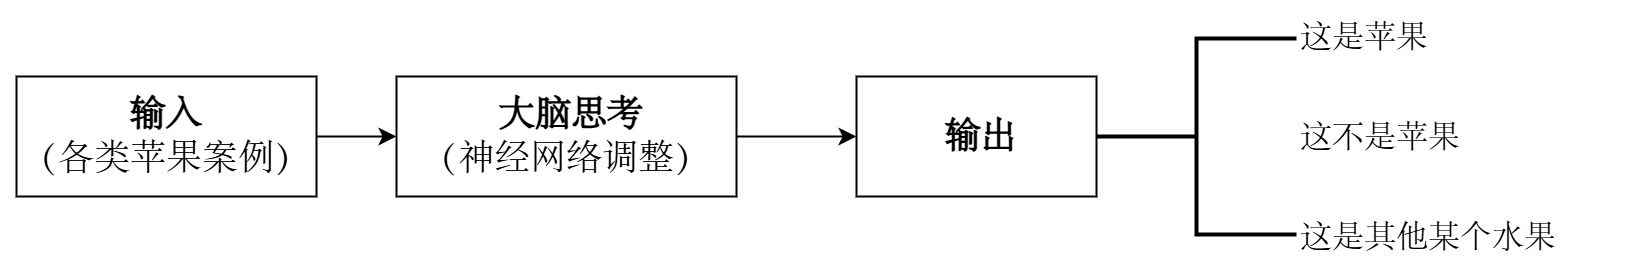 输入
(各类苹果案例)
大脑思考
(神经网络调整)
输出
这是苹果
这不是苹果
这是其他某个水果